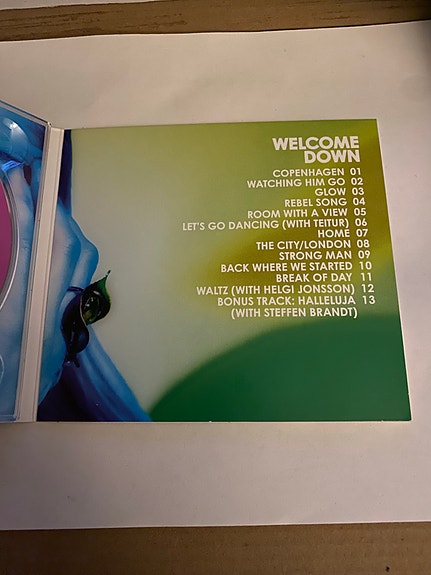 WELCOME
DOWN
COPENHAGEN 01
WATCHING HIM GO 02
GLOW 03
REBEL SONG 04
ROOM WITH A VIEW 05
LET'S GO DANCING (WITH TEITUR) 06
HOME 07
THE CITY/LONDON 08
STRONG MAN 09
BACK WHERE WE STARTED 10
BREAK OF DAY 11
WALTZ (WITH HELGI JONSSON) 12
BONUS TRACK: HALLELUJA 13
(WITH STEFFEN BRANDT)